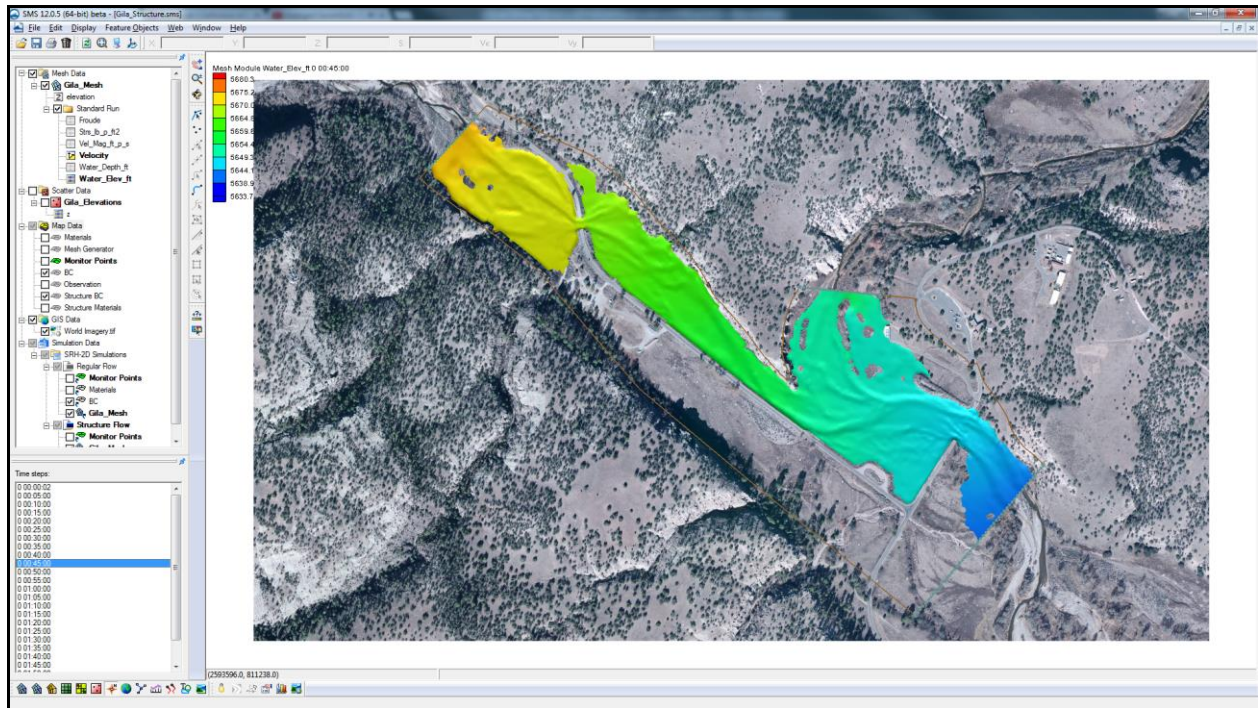 SMS 12.0.5 (64-bit) beta - [Gila_Structure.sms]
File Edit Display Feature Objects Web Window Help
X: Y: Z: S: Vx: Vy:
Mesh Data
Gila_Mesh
elevation
Standard Run
Froude
Strs_lb_p_ft2
Vel_Mag_ft_p_s
Velocity
Water_Depth_ft
Water_Elev_ft
Scatter Data
Gila_Elevations
z
Map Data
Materials
Mesh Generator
Monitor Points
BC
Observation
Structure BC
Structure Materials
GIS Data
World Imagery.tif
Simulation Data
SRH-2D Simulations
Regular Flow
Monitor Points
Materials
BC
Gila_Mesh
Structure Flow
Monitor Points
Time steps:
0 00:00:02
0 00:05:00
0 00:10:00
0 00:15:00
0 00:20:00
0 00:25:00
0 00:30:00
0 00:35:00
0 00:40:00
0 00:45:00
0 00:50:00
0 00:55:00
0 01:00:00
0 01:05:00
0 01:10:00
0 01:15:00
0 01:20:00
0 01:25:00
0 01:30:00
0 01:35:00
0 01:40:00
0 01:45:00
Mesh Module Water_Elev_ft 0 00:45:00
5680.3
5675.2
5670.0
5664.8
5659.6
5654.4
5649.3
5644.1
5638.9
5633.7
(2593596.0, 811238.0)